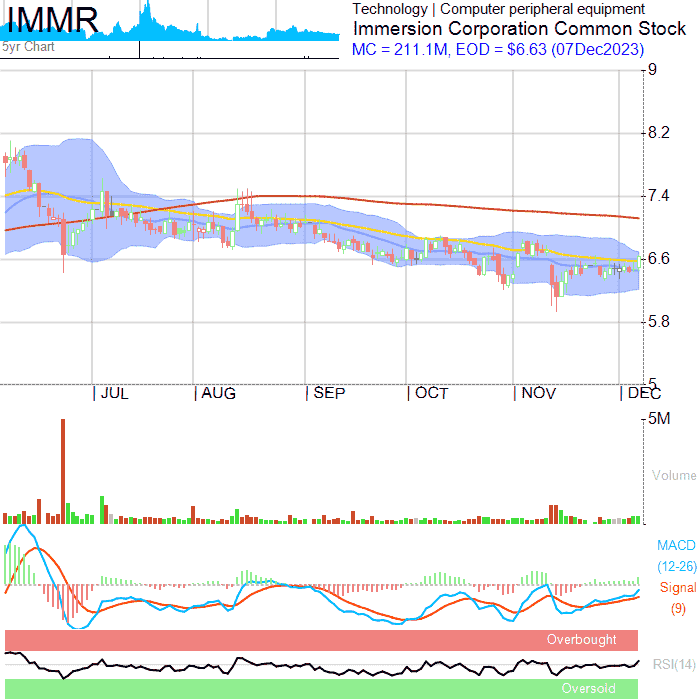 IMMR
5yr Chart
Technology | Computer peripheral equipment
Immersion Corporation Common Stock
MC = 211.1M, EOD = $6.63 (07Dec2023)
9
8.2
7.4
6.6
5.8
5
JUL AUG SEP OCT NOV DEC
5M
Volume
MACD
(12-26)
Signal
(9)
Overbought
RSI(14)
Oversold